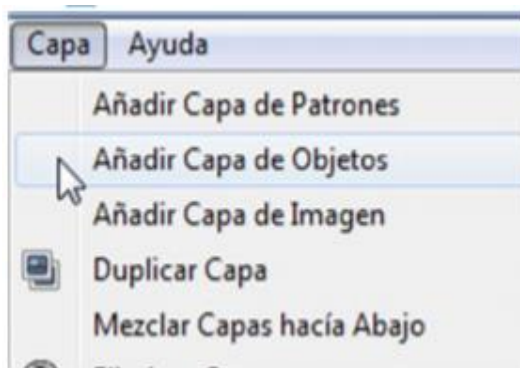 Capa Ayuda
Añadir Capa de Patrones
Añadir Capa de Objetos
Añadir Capa de Imagen
Duplicar Capa
Mezclar Capas hacía Abajo